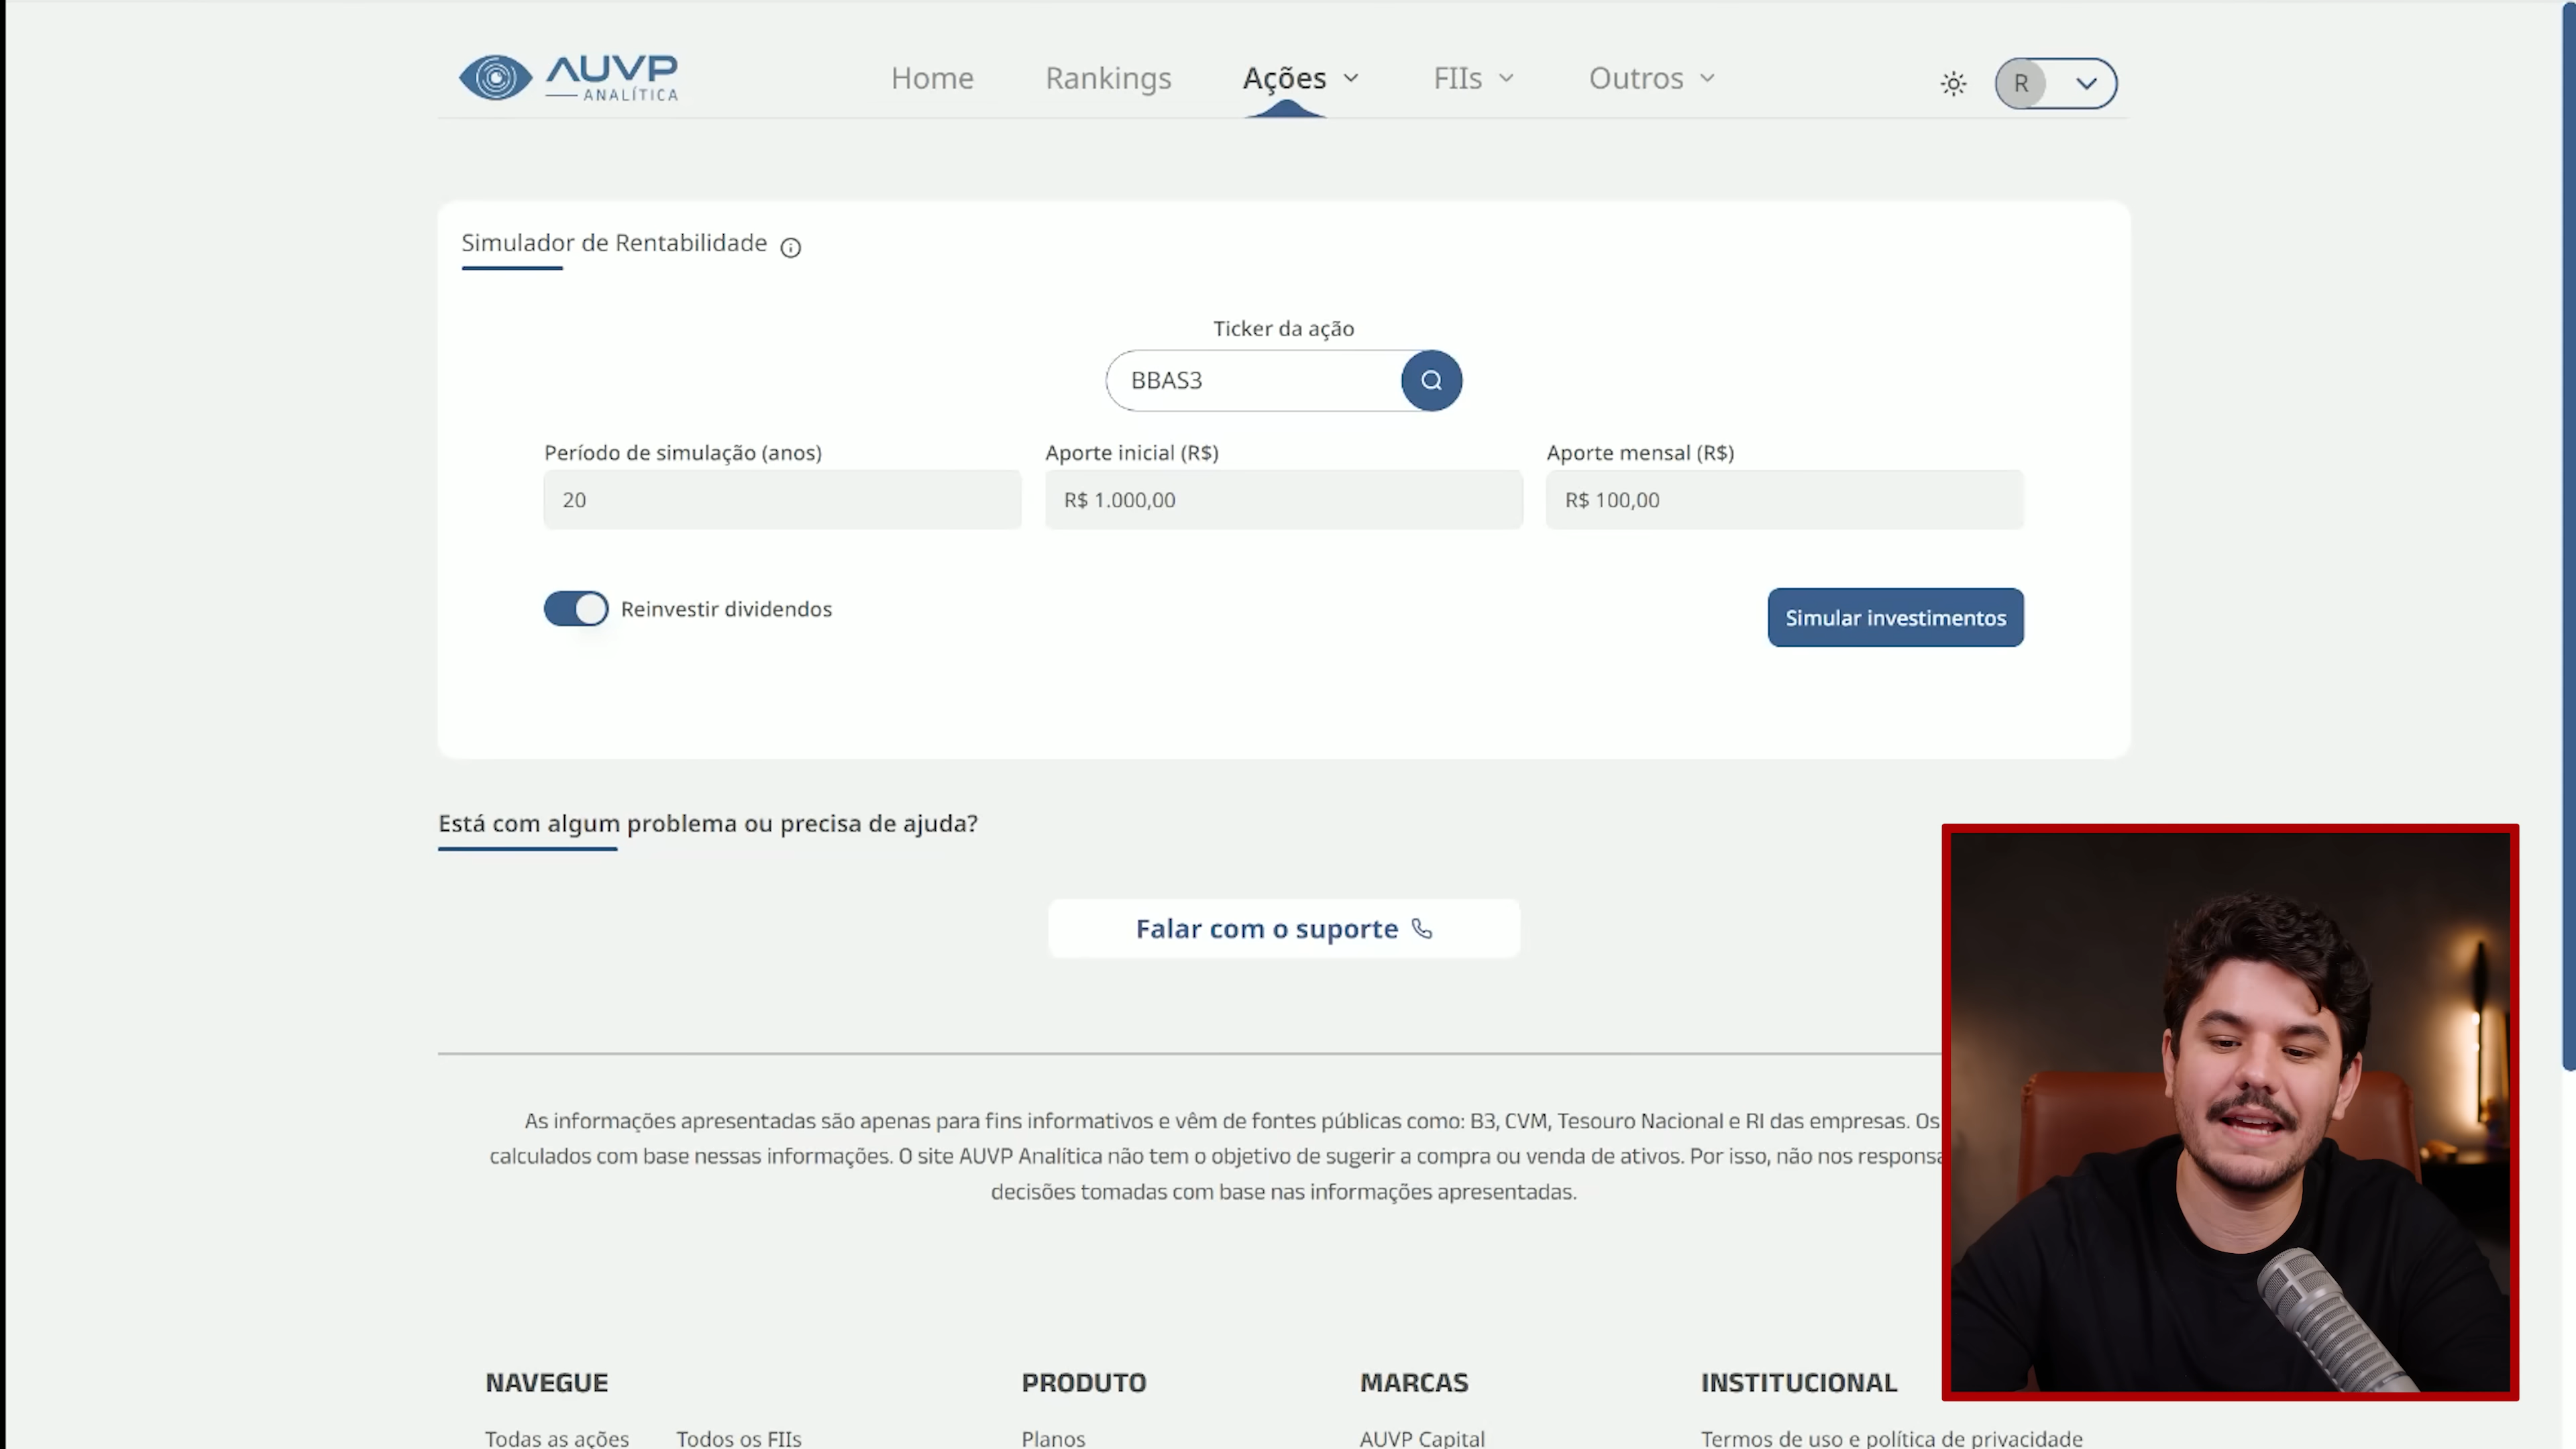 AUVP
ANALÍTICA
Home
Rankings
Ações
FIIs
Outros
R
Simulador de Rentabilidade
Ticker da ação
BBAS3
Período de simulação (anos)
Aporte inicial (R$)
Aporte mensal (R$)
20
R$ 1.000,00
R$ 100,00
Reinvestir dividendos
Simular investimentos
Está com algum problema ou precisa de ajuda?
Falar com o suporte
As informações apresentadas são apenas para fins informativos e vêm de fontes públicas como: B3, CVM, Tesouro Nacional e RI das empresas. Os
calculados com base nessas informações. O site AUVP Analítica não tem o objetivo de sugerir a compra ou venda de ativos. Por isso, não nos responsa
decisões tomadas com base nas informações apresentadas.
NAVEGUE
PRODUTO
MARCAS
INSTITUCIONAL
Todas as ações
Todos os FIIs
Planos
AUVP Capital
Termos de uso e política de privacidade